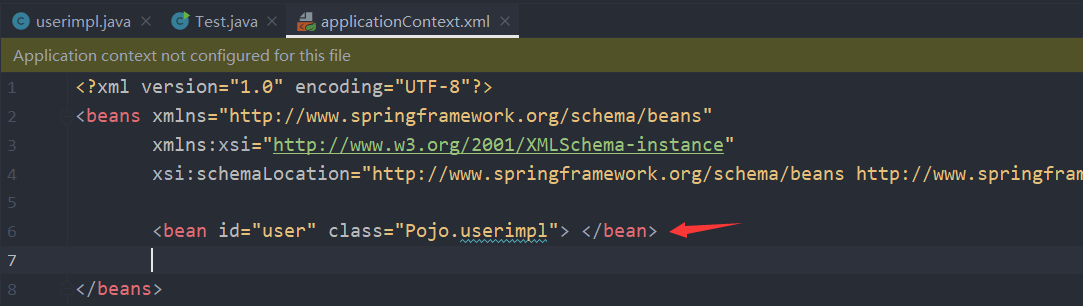 userimpl.java Test.java applicationContext.xml
Application context not configured for this file
1 <?xml version="1.0" encoding="UTF-8"?>
2 <beans xmlns="http://www.springframework.org/schema/beans"
3 xmlns:xsi="http://www.w3.org/2001/XMLSchema-instance"
4 xsi:schemaLocation="http://www.springframework.org/schema/beans http://www.springfram
5
6 <bean id="user" class="Pojo.userimpl"> </bean>
7
8 </beans>